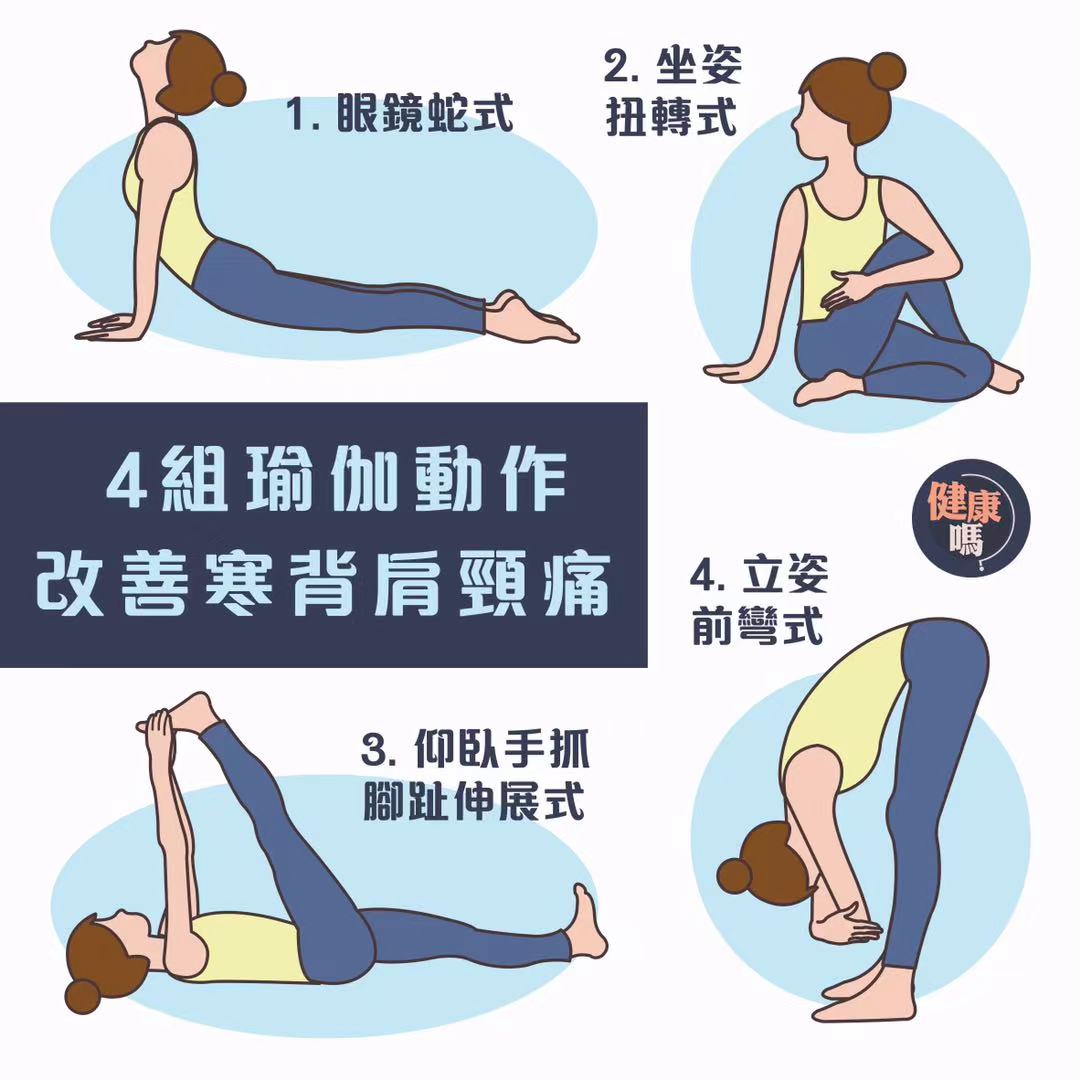 1. 眼鏡蛇式
2. 坐姿
扭轉式
4組瑜伽動作
改善寒背肩頸痛
健康
嗎?
3. 仰臥手抓
腳趾伸展式
4. 立姿
前彎式